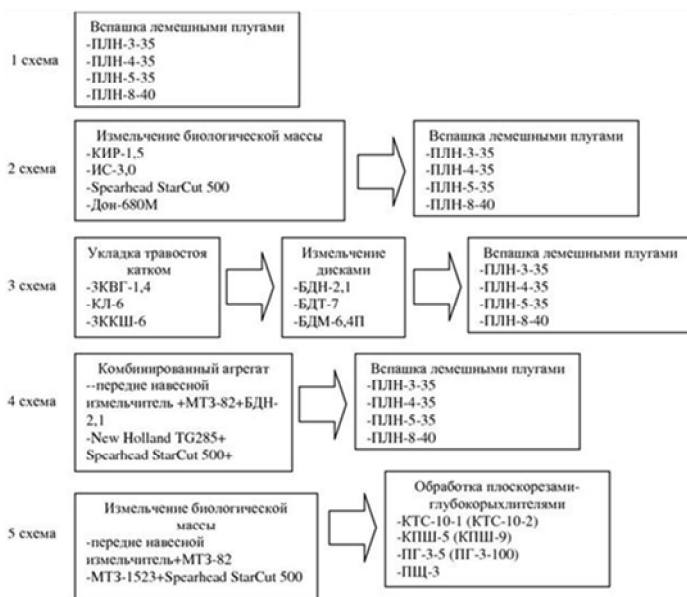 1 схема
Вспашка лемешными плугами
-ПЛН-3-35
-ПЛН-4-35
-ПЛН-5-35
-ПЛН-8-40
2 схема
Измельчение биологической массы
-КИР-1,5
-ИС-3,0
-Spearhead StarCut 500
-Дон-680М
Вспашка лемешными плугами
-ПЛН-3-35
-ПЛН-4-35
-ПЛН-5-35
-ПЛН-8-40
3 схема
Укладка травостоя
катком
-ЗКВГ-1,4
-КЛ-6
-ЗККШ-6
Измельчение
дисками
-БДН-2,1
-БДТ-7
-БДМ-6,4П
Вспашка лемешными плугами
-ПЛН-3-35
-ПЛН-4-35
-ПЛН-5-35
-ПЛН-8-40
4 схема
Комбинированный агрегат
--передне навесной
измельчитель +МТЗ-82+БДН-
2,1
-New Holland TG285+
Spearhead StarCut 500+
Вспашка лемешными плугами
-ПЛН-3-35
-ПЛН-4-35
-ПЛН-5-35
-ПЛН-8-40
5 схема
Измельчение биологической
массы
-передне навесной
измельчитель+МТЗ-82
-МТЗ-1523+Spearhead StarCut 500
Обработка плоскорезами-
глубокорыхлителями
-КТС-10-1 (КТС-10-2)
-КПШ-5 (КПШ-9)
-ПГ-3-5 (ПГ-3-100)
-ПЩ-3